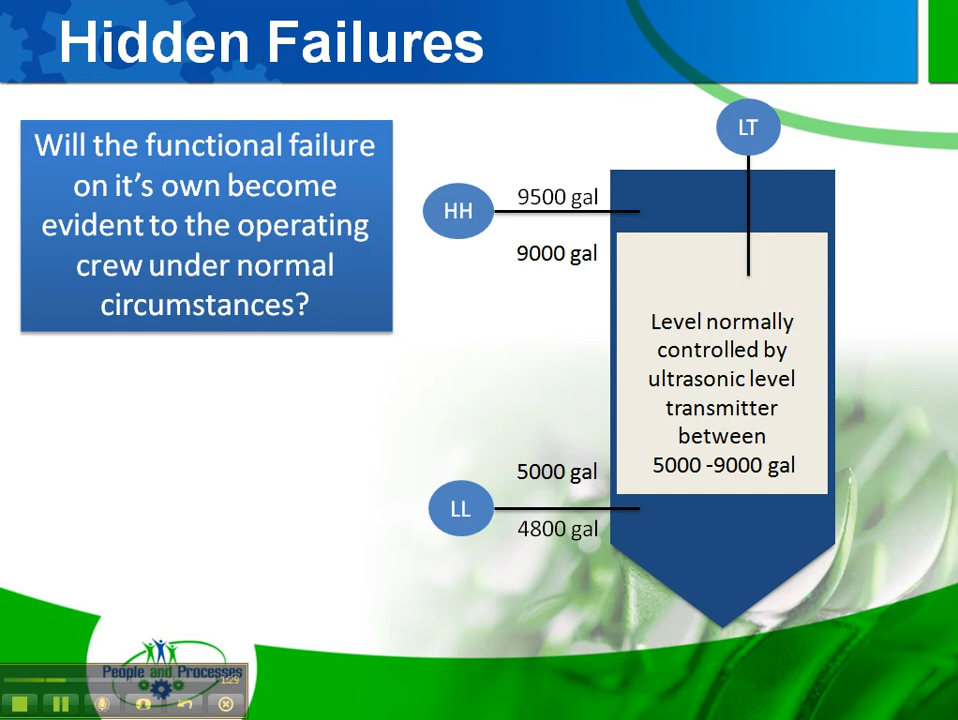 Hidden Failures
Will the functional failure
on it's own become
evident to the operating
crew under normal
circumstances?
LT
HH
9500 gal
9000 gal
Level normally
controlled by
ultrasonic level
transmitter
between
5000 -9000 gal
5000 gal
LL
4800 gal
People and Processes
1:29